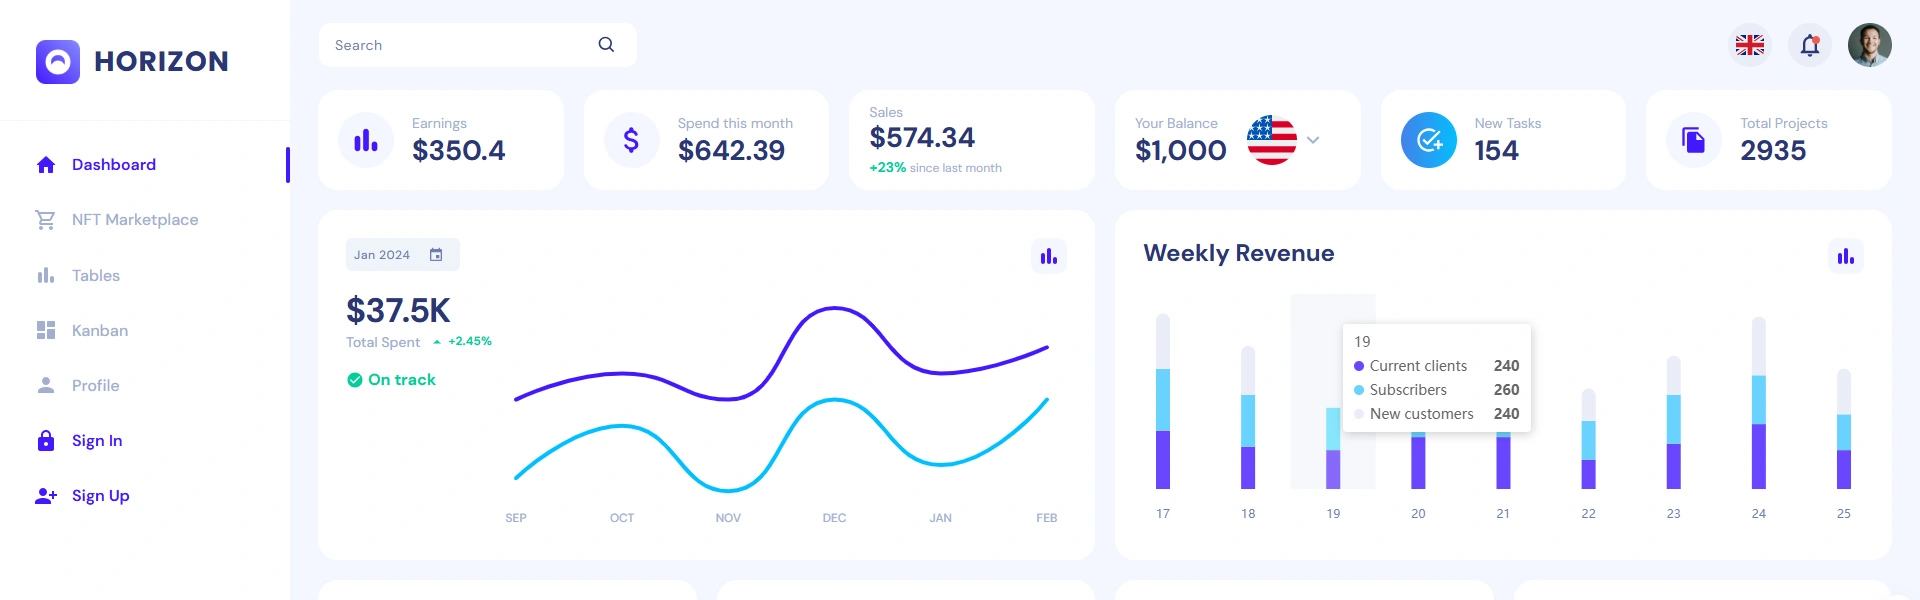 HORIZON
Dashboard
NFT Marketplace
Tables
Kanban
Profile
Sign In
Sign Up
Search
Earnings
$350.4
Spend this month
$642.39
Sales
$574.34
+23% since last month
Your Balance
$1,000
New Tasks
154
Total Projects
2935
Jan 2024
$37.5K
Total Spent +2.45%
On track
SEP OCT NOV DEC JAN FEB
Weekly Revenue
19
Current clients 240
Subscribers 260
New customers 240
17 18 19 20 21 22 23 24 25